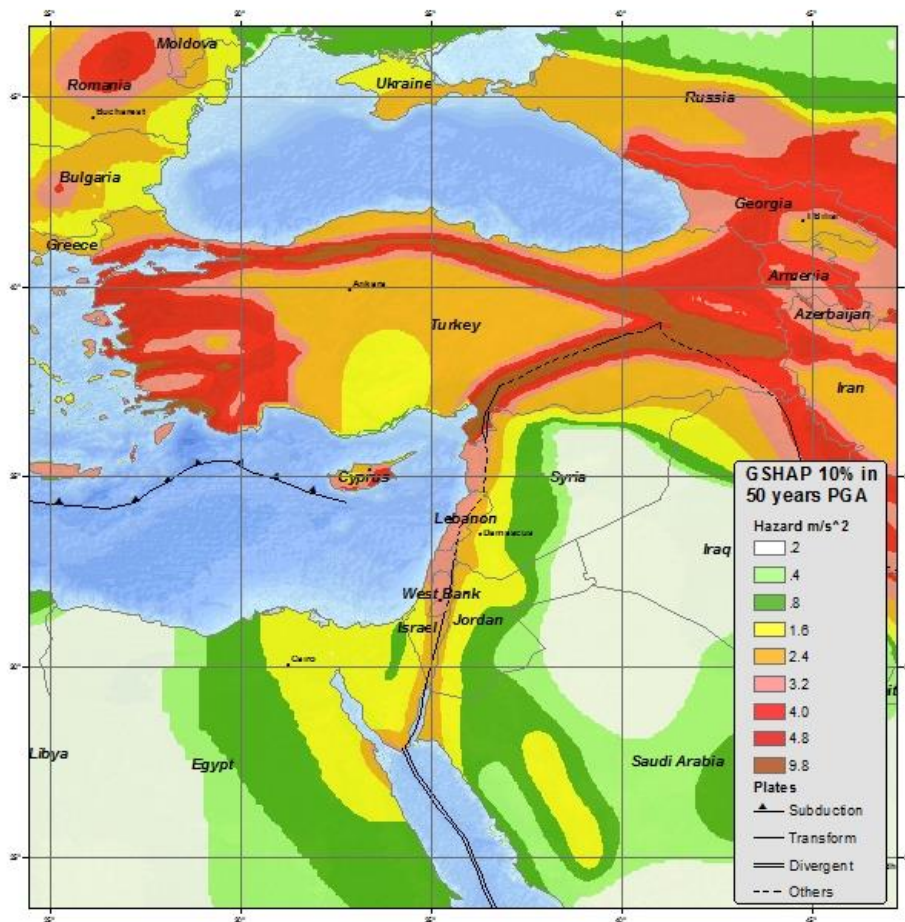 Moldova
Romania
Bucharest
Ukraine
Russia
Bulgaria
Georgia
Greece
Ankara
Armenia
Azerbaijan
Turkey
Iran
Cyprus
Syria
Lebanon
Damascus
Iraq
West Bank
Israel
Jordan
Cairo
Libya
Egypt
Saudi Arabia
GSHAP 10% in
50 years PGA
Hazard m/s^2
.2
.4
.8
1.6
2.4
3.2
4.0
4.8
9.8
Plates
Subduction
Transform
Divergent
Others